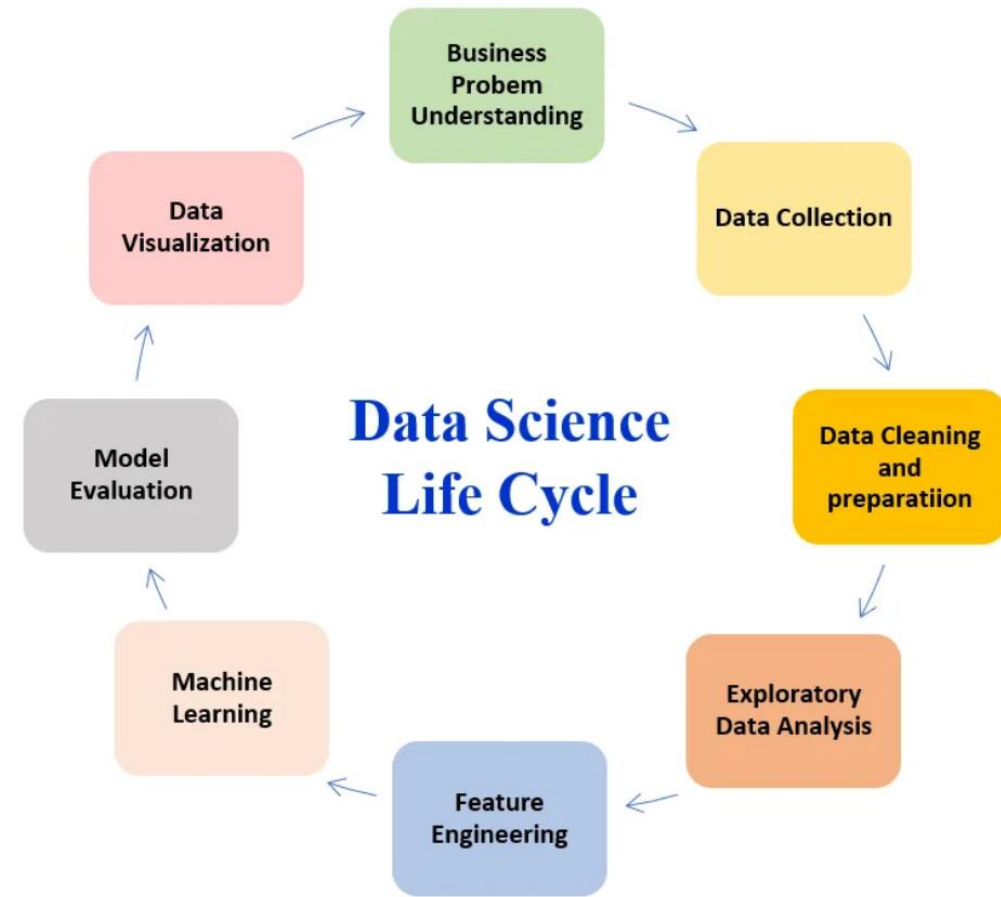 Business
Probem
Understanding
Data Collection
Data Cleaning
and
preparatiion
Exploratory
Data Analysis
Feature
Engineering
Machine
Learning
Model
Evaluation
Data
Visualization
Data Science
Life Cycle